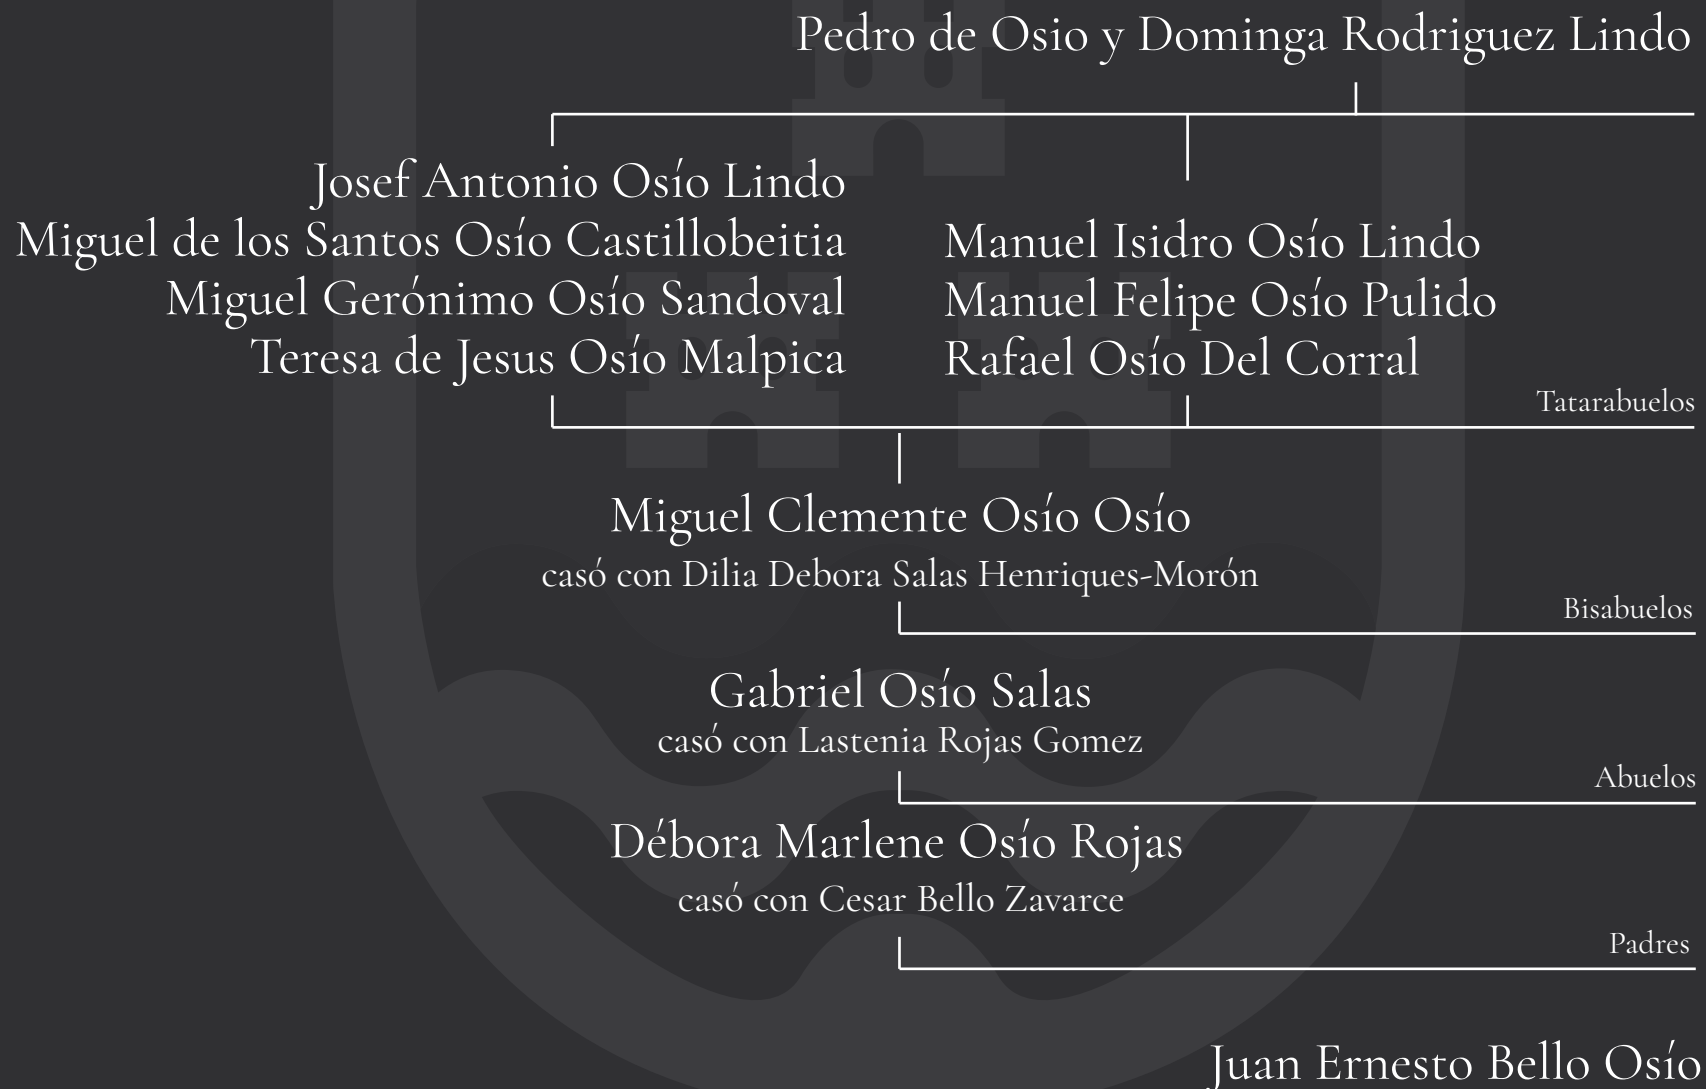 Pedro de Osio y Dominga Rodriguez Lindo
Josef Antonio Osío Lindo
Miguel de los Santos Osío Castillobeitia
Miguel Gerónimo Osío Sandoval
Teresa de Jesus Osío Malpica
Manuel Isidro Osío Lindo
Manuel Felipe Osío Pulido
Rafael Osío Del Corral
Tatarabuelos
Miguel Clemente Osío Osío
casó con Dilia Debora Salas Henriques-Morón
Bisabuelos
Gabriel Osío Salas
casó con Lastenia Rojas Gomez
Abuelos
Débora Marlene Osío Rojas
casó con Cesar Bello Zavarce
Padres
Juan Ernesto Bello Osío